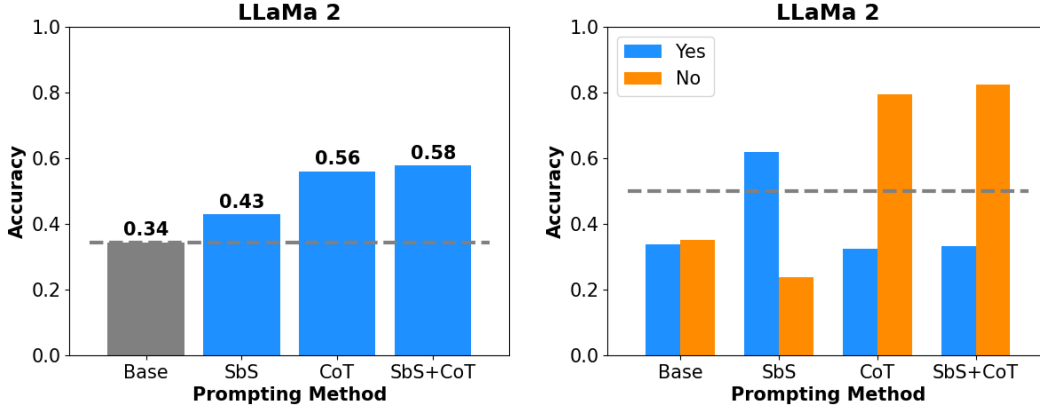 LLaMa 2
Accuracy
1.0
0.8
0.6
0.4
0.2
0.0
0.34
0.43
0.56
0.58
Base
SbS
CoT
SbS+CoT
Prompting Method
LLaMa 2
Accuracy
1.0
0.8
0.6
0.4
0.2
0.0
Yes
No
Base
SbS
CoT
SbS+CoT
Prompting Method